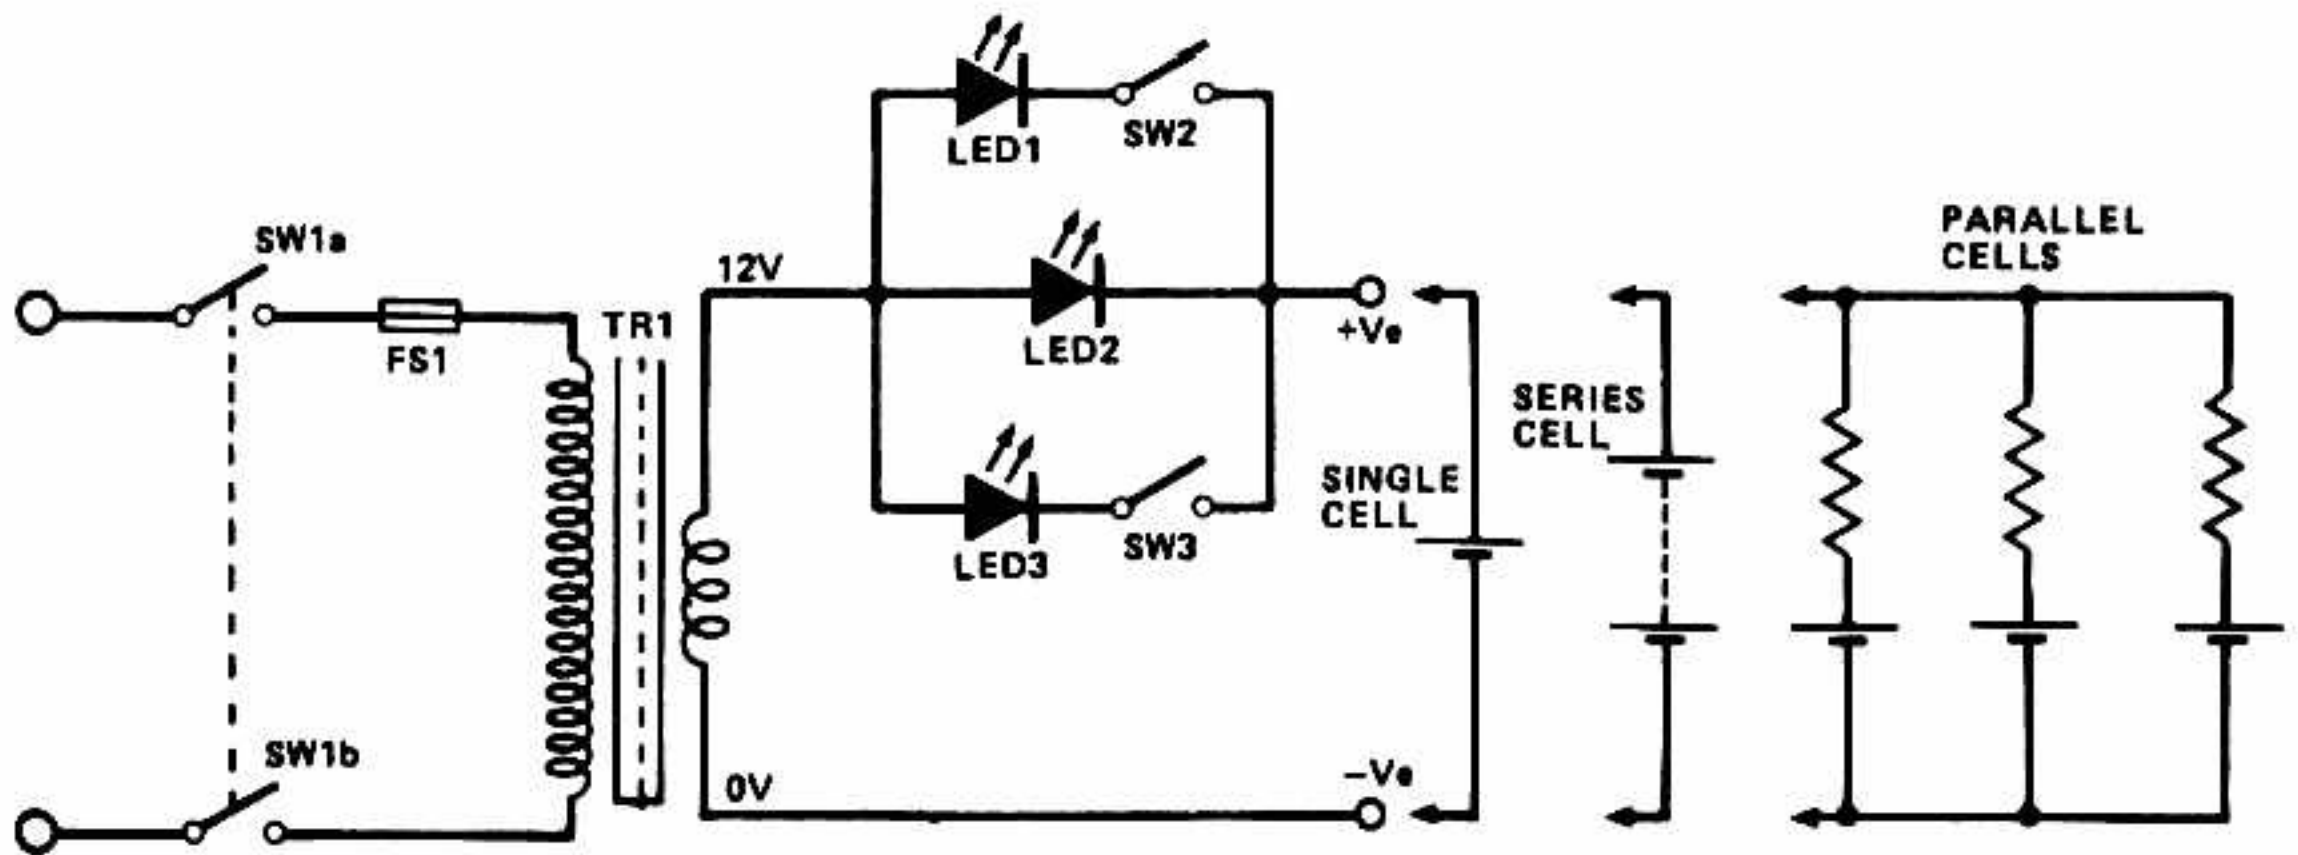 LED1
SW2
SW1a
12V
PARALLEL
CELLS
TR1
FS1
LED2
+Ve
SERIES
CELL
SINGLE
CELL
LED3
SW3
SW1b
0V
-Ve